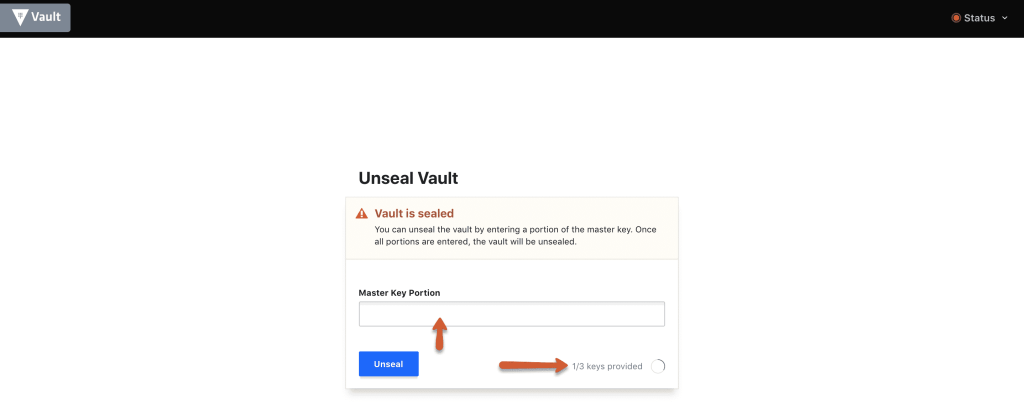 Vault
Status
Unseal Vault
Vault is sealed
You can unseal the vault by entering a portion of the master key. Once
all portions are entered, the vault will be unsealed.
Master Key Portion
Unseal
1/3 keys provided